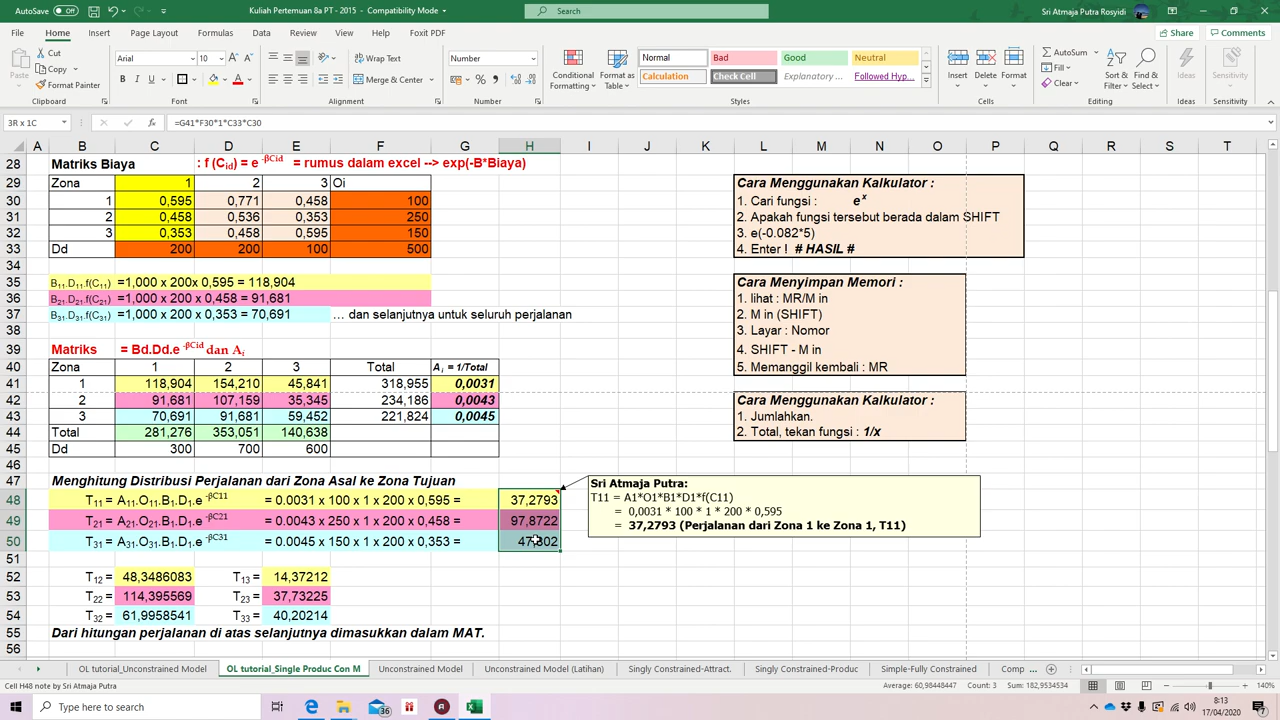 AutoSave Off Kuliah Pertemuan 8a PT - 2015 - Compatibility Mode Search Sri Atmaja Putra Rosyidi
File Home Insert Page Layout Formulas Data Review View Help Foxit PDF Share Comments
Cut Copy Format Painter Paste Clipboard
Arial 10 B I U Font
Wrap Text Merge & Center Alignment
Number % Number
Conditional Formatting Format as Table
Normal Bad Good Neutral
Calculation Check Cell Explanatory ... Followed Hyp...
Styles
Insert Delete Format Cells
AutoSum Fill Clear Sort & Filter Find & Select Editing
Ideas Ideas
Sensitivity Sensitivity
3R x 1C fx =G41*F30*1*C33*C30
A B C D E F G H I J K L M N O P Q R S T
28 Matriks Biaya : f (Cid) = e -βCid = rumus dalam excel --> exp(-B*Biaya)
29 Zona 1 2 3 Oi
30 1 0,595 0,771 0,458 100
31 2 0,458 0,536 0,353 250
32 3 0,353 0,458 0,595 150
33 Dd 200 200 100 500
34
35 B11.D11.f(C11) =1,000 x 200x 0,595 = 118,904
36 B21.D21.f(C21) =1,000 x 200 x 0,458 = 91,681
37 B31.D31.f(C31) =1,000 x 200 x 0,353 = 70,691 … dan selanjutnya untuk seluruh perjalanan
38
39 Matriks = Bd.Dd.e -βCid dan Ai
40 Zona 1 2 3 Total A i = 1/Total
41 1 118,904 154,210 45,841 318,955 0,0031
42 2 91,681 107,159 35,345 234,186 0,0043
43 3 70,691 91,681 59,452 221,824 0,0045
44 Total 281,276 353,051 140,638
45 Dd 300 700 600
46
47 Menghitung Distribusi Perjalanan dari Zona Asal ke Zona Tujuan
48 T11 = A11.O11.B1.D1.e -βC11 = 0.0031 x 100 x 1 x 200 x 0,595 = 37,2793
49 T21 = A21.O21.B1.D1.e -βC21 = 0.0043 x 250 x 1 x 200 x 0,458 = 97,8722
50 T31 = A31.O31.B1.D1.e -βC31 = 0.0045 x 150 x 1 x 200 x 0,353 = 47,802
51
52 T12 = 48,3486083 T13 = 14,37212
53 T22 = 114,395569 T23 = 37,73225
54 T32 = 61,9958541 T33 = 40,20214
55 Dari hitungan perjalanan di atas selanjutnya dimasukkan dalam MAT.
56
Cara Menggunakan Kalkulator :
1. Cari fungsi : e x
2. Apakah fungsi tersebut berada dalam SHIFT
3. e(-0.082*5)
4. Enter ! # HASIL #
Cara Menyimpan Memori :
1. lihat : MR/M in
2. M in (SHIFT)
3. Layar : Nomor
4. SHIFT - M in
5. Memanggil kembali : MR
Cara Menggunakan Kalkulator :
1. Jumlahkan.
2. Total, tekan fungsi : 1/x
Sri Atmaja Putra:
T11 = A1*O1*B1*D1*f(C11)
= 0,0031 * 100 * 1 * 200 * 0,595
= 37,2793 (Perjalanan dari Zona 1 ke Zona 1, T11)
OL tutorial_Unconstrained Model OL tutorial_Single Produc Con M Unconstrained Model Unconstrained Model (Latihan) Singly Constrained-Attract. Singly Constrained-Produc Simple-Fully Constrained Comp ...
Cell H48 note by Sri Atmaja Putra Average: 60,98448447 Count: 3 Sum: 182,9534534 140%
Type here to search 36 8:13
17/04/2020 7